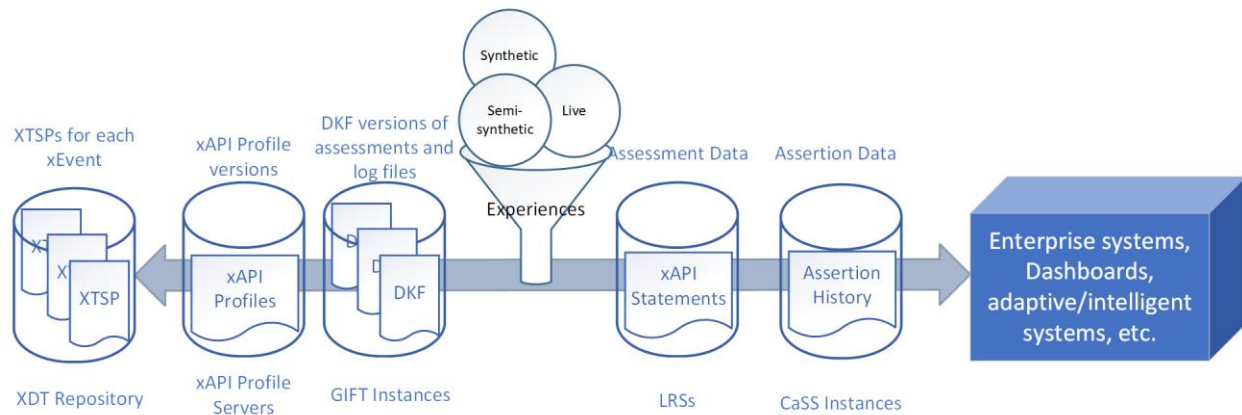 Synthetic
Semi-
synthetic
Live
Experiences
XTSPs for each
xEvent
XT
XT
XTSP
XDT Repository
xAPI Profile
versions
xAPI
Profiles
xAPI Profile
Servers
DKF versions of
assessments and
log files
D
D
DKF
GIFT Instances
Assessment Data
xAPI
Statements
LRSs
Assertion Data
Assertion
History
CaSS Instances
Enterprise systems,
Dashboards,
adaptive/intelligent
systems, etc.